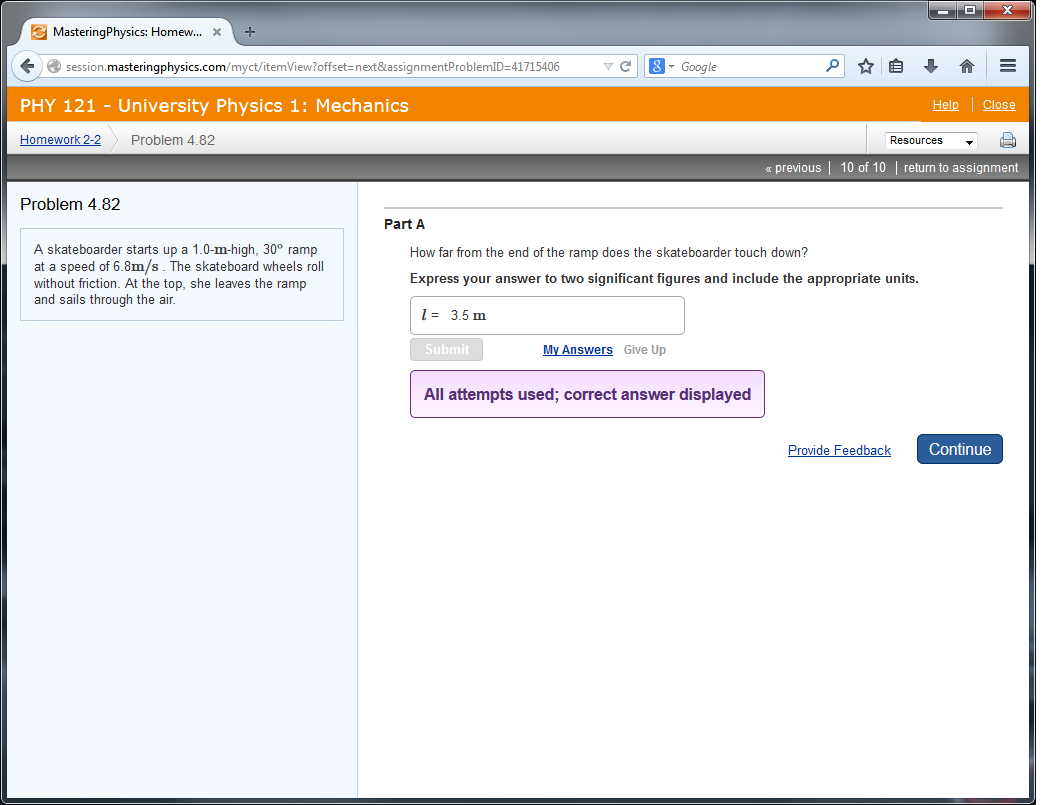 MasteringPhysics: Homew...
session.masteringphysics.com/myct/itemView?offset=next&assignmentProblemID=41715406
8 Google
PHY 121 - University Physics 1: Mechanics
Help Close
Homework 2-2 Problem 4.82
Resources
« previous | 10 of 10 | return to assignment
Problem 4.82
A skateboarder starts up a 1.0-m-high, 30° ramp
at a speed of 6.8m/s . The skateboard wheels roll
without friction. At the top, she leaves the ramp
and sails through the air.
Part A
How far from the end of the ramp does the skateboarder touch down?
Express your answer to two significant figures and include the appropriate units.
l = 3.5 m
Submit My Answers Give Up
All attempts used; correct answer displayed
Provide Feedback Continue